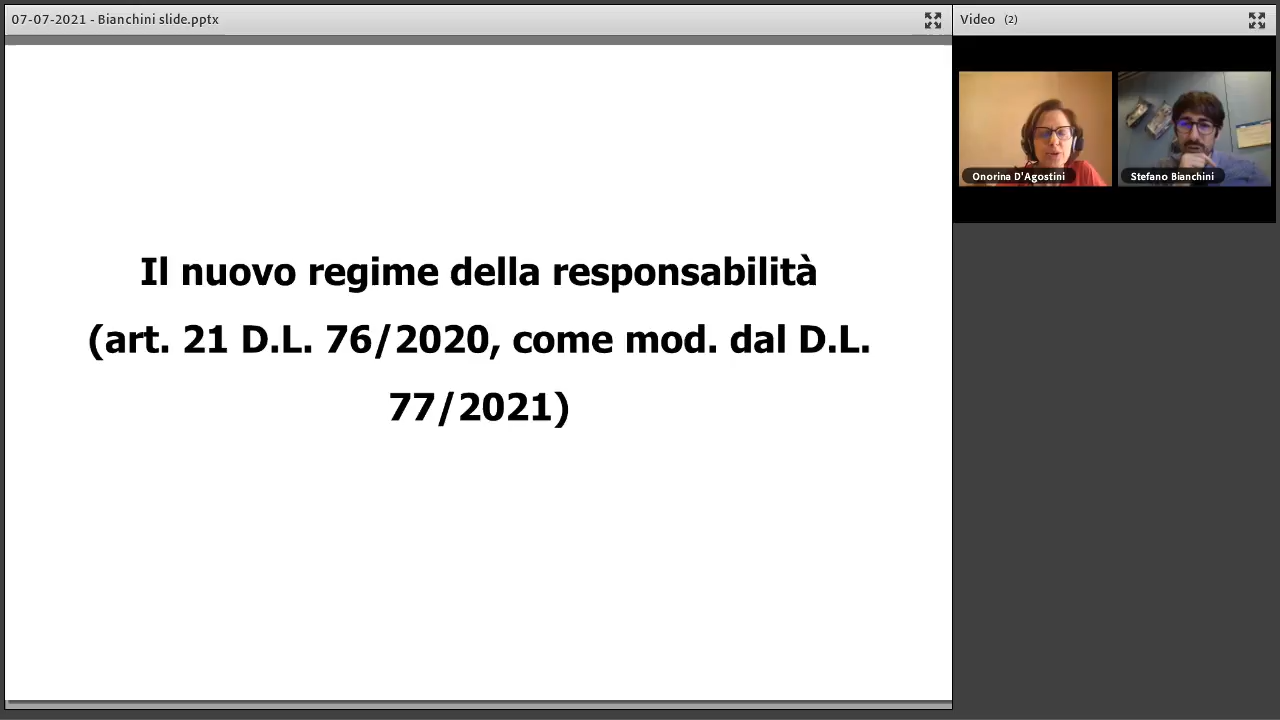 07-07-2021 - Bianchini slide.pptx
Video (2)
Onorina D'Agostini
Stefano Bianchini
Il nuovo regime della responsabilità
(art. 21 D.L. 76/2020, come mod. dal D.L.
77/2021)